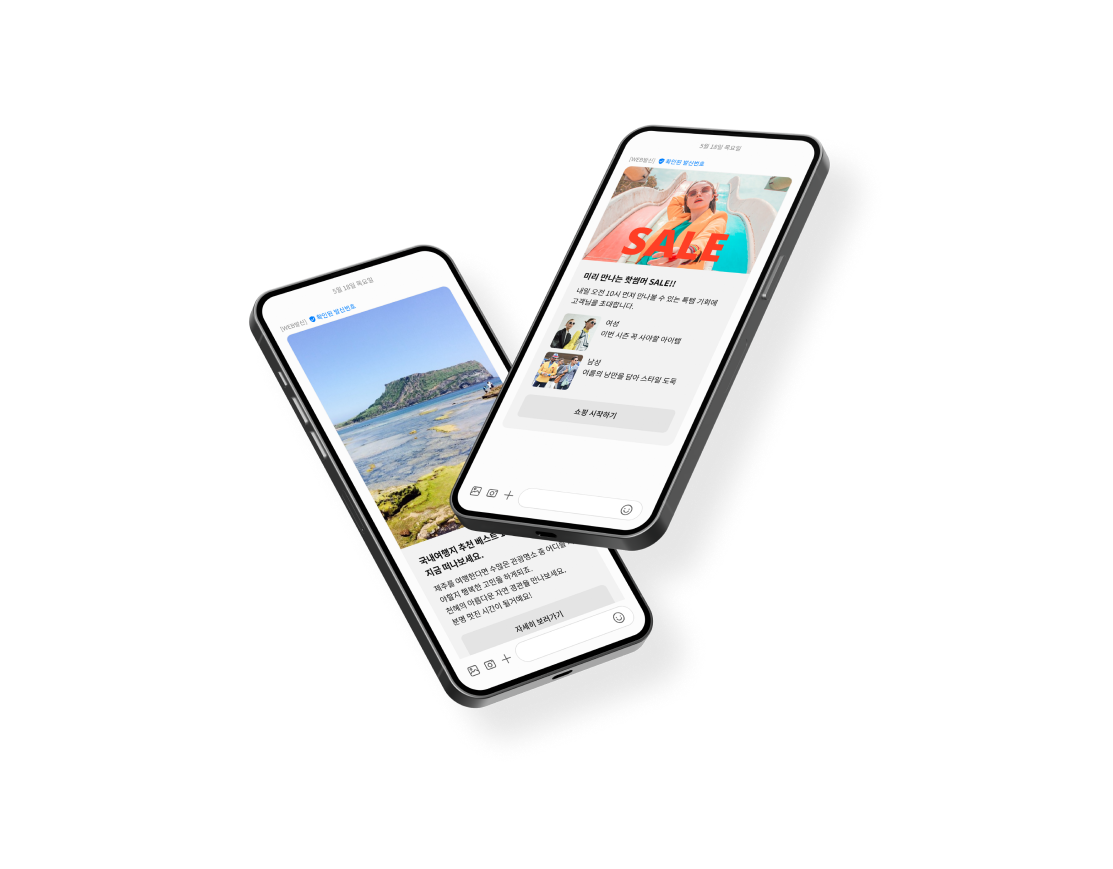 5월 18일 목요일
[WEB발신] 확인된 발신번호
국내여행지 추천 베스트
지금 떠나보세요.
제주를 여행한다면 수많은 관광명소 중 어디를
야할지 행복한 고민을 하게되죠.
천혜의 아름다운 자연 경관을 만나보세요.
분명 멋진 시간이 될거예요!
자세히 보러가기
5월 18일 목요일
[WEB발신] 확인된 발신번호
SALE
미리 만나는 핫썸머 SALE!!
내일 오전 10시 먼저 만나볼 수 있는 특템 기회에
고객님를 초대합니다.
여성
이번 시즌 꼭 사야할 아이템
남성
여름의 낭만을 담아 스타일 도욱
쇼핑 시작하기